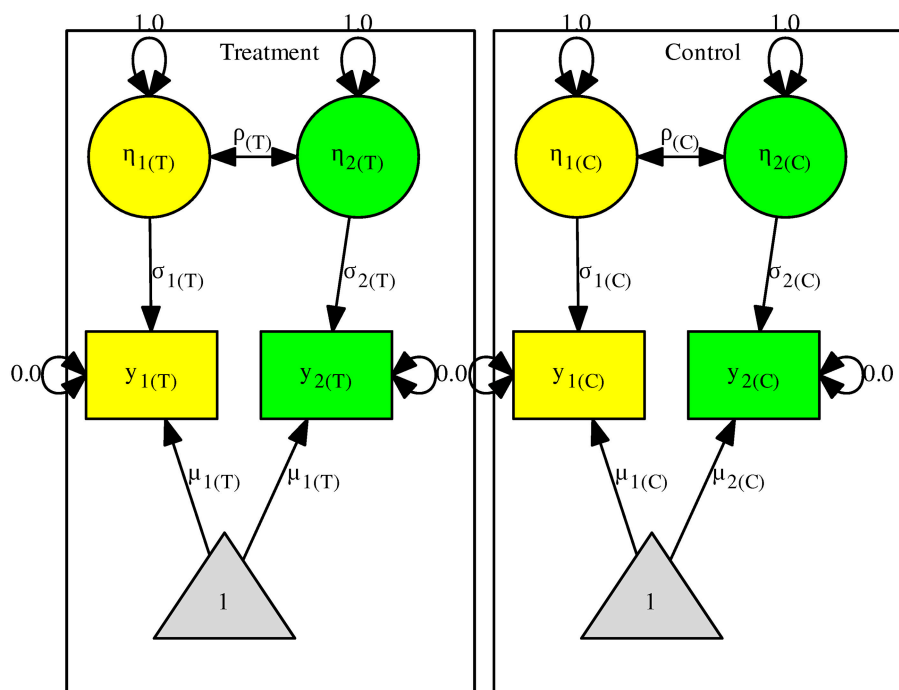 1.0 1.0 1.0 1.0
Treatment Control
ρ(T) ρ(C)
η1(T) η2(T) η1(C) η2(C)
σ1(T) σ2(T) σ1(C) σ2(C)
0.0 y1(T) y2(T) 0.0 y1(C) y2(C) 0.0
μ1(T) μ1(T) μ1(C) μ2(C)
1 1